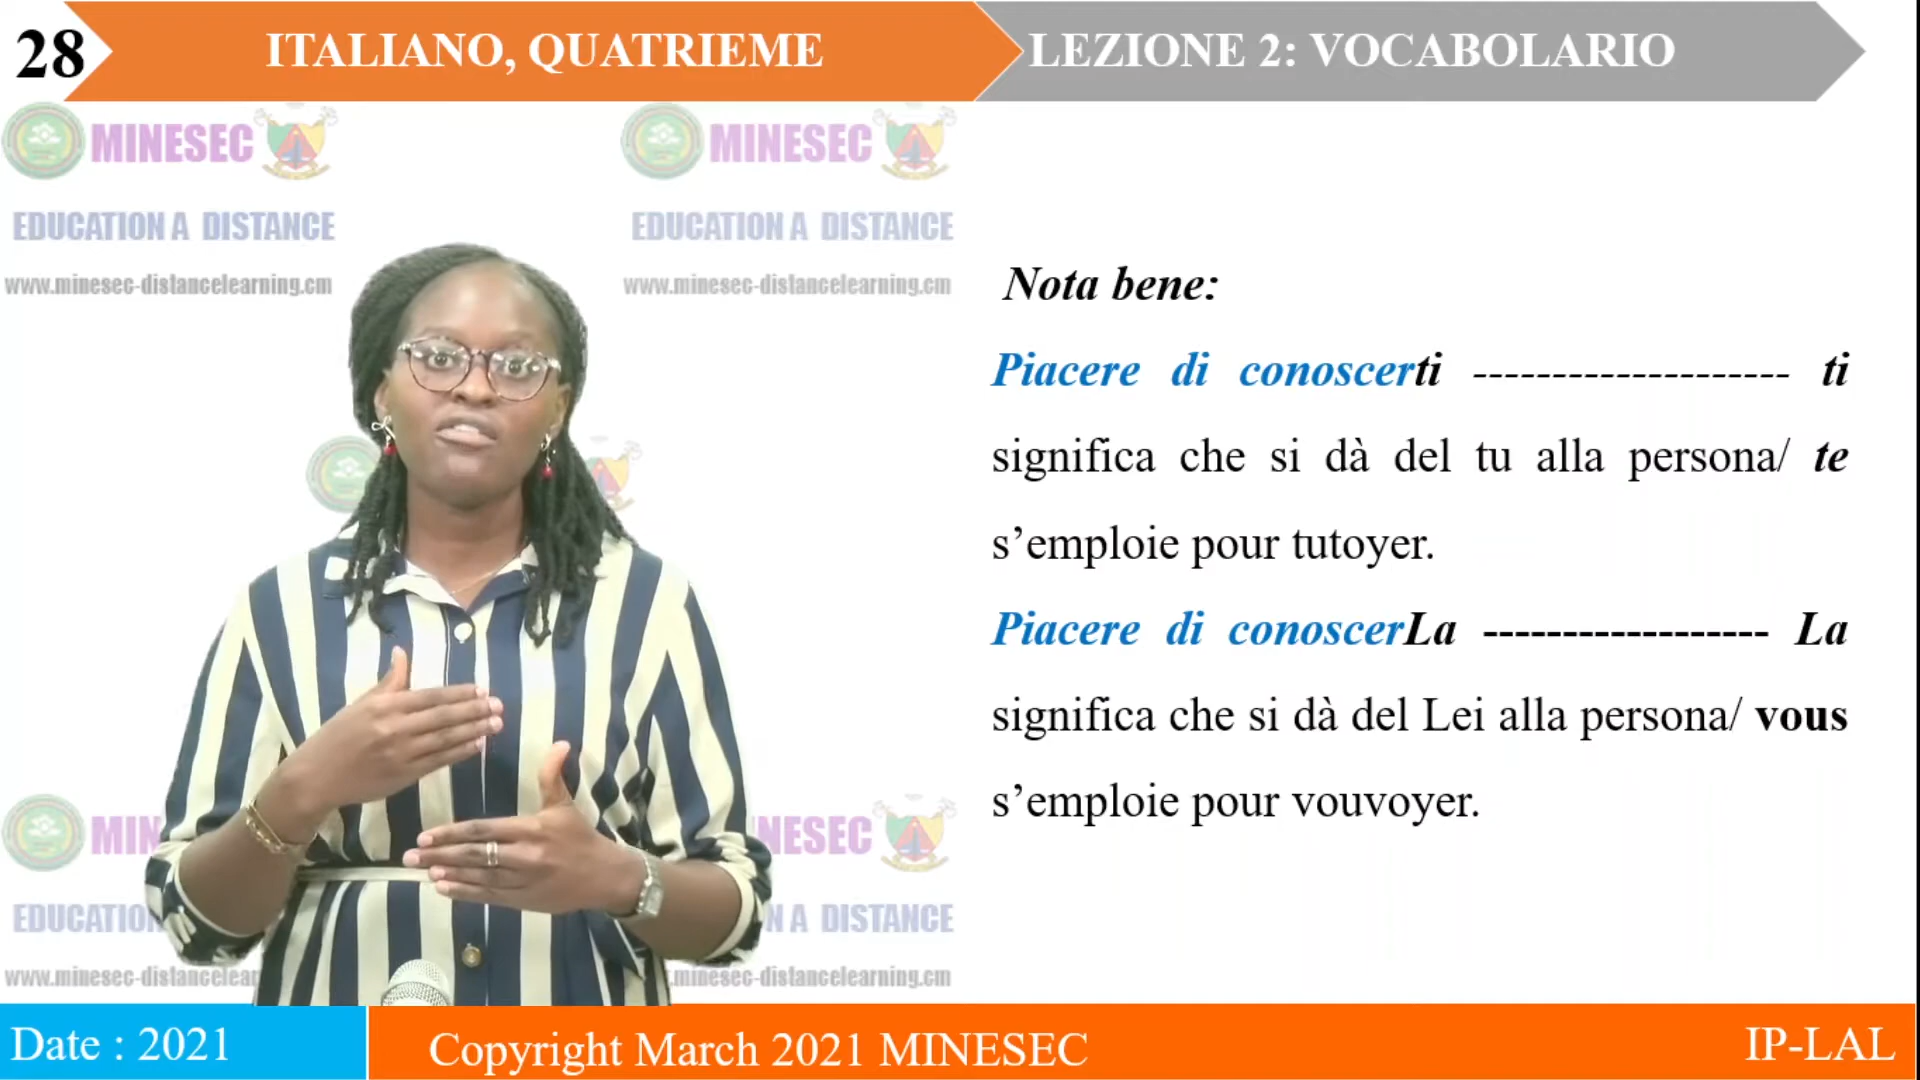 28
ITALIANO, QUATRIEME
LEZIONE 2: VOCABOLARIO
MINESEC
MINESEC
EDUCATION A DISTANCE
EDUCATION A DISTANCE
www.minesec-distancelearning.cm
www.minesec-distancelearning.cm
Nota bene:
Piacere di conoscerti -------------------- ti
significa che si dà del tu alla persona/ te
s’emploie pour tutoyer.
Piacere di conoscerLa ------------------ La
significa che si dà del Lei alla persona/ vous
s’emploie pour vouvoyer.
MIN
NESEC
EDUCATIO
N A DISTANCE
www.minesec-distancelear
.minesec-distancelearning.cm
Date : 2021
Copyright March 2021 MINESEC
IP-LAL